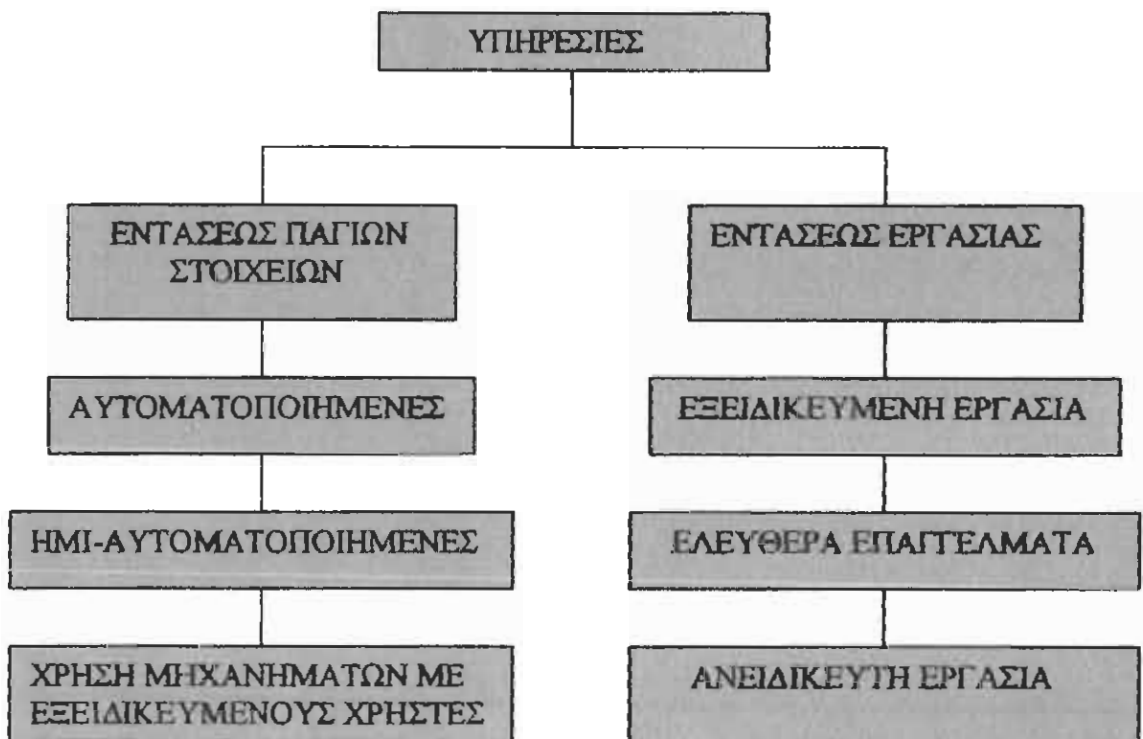 ΥΠΗΡΕΣΙΕΣ
ΕΝΤΑΣΕΩΣ ΠΑΓΙΩΝ
ΣΤΟΙΧΕΙΩΝ
ΕΝΤΑΣΕΩΣ ΕΡΓΑΣΙΑΣ
ΑΥΤΟΜΑΤΟΠΟΙΗΜΕΝΕΣ
ΕΞΕΙΔΙΚΕΥΜΕΝΗ ΕΡΓΑΣΙΑ
ΗΜΙ-ΑΥΤΟΜΑΤΟΠΟΙΗΜΕΝΕΣ
ΕΛΕΥΘΕΡΑ ΕΠΑΓΓΕΛΜΑΤΑ
ΧΡΗΣΗ ΜΗΧΑΝΗΜΑΤΩΝ ΜΕ
ΕΞΕΙΔΙΚΕΥΜΕΝΟΥΣ ΧΡΗΣΤΕΣ
ΑΝΕΙΔΙΚΕΥΤΗ ΕΡΓΑΣΙΑ